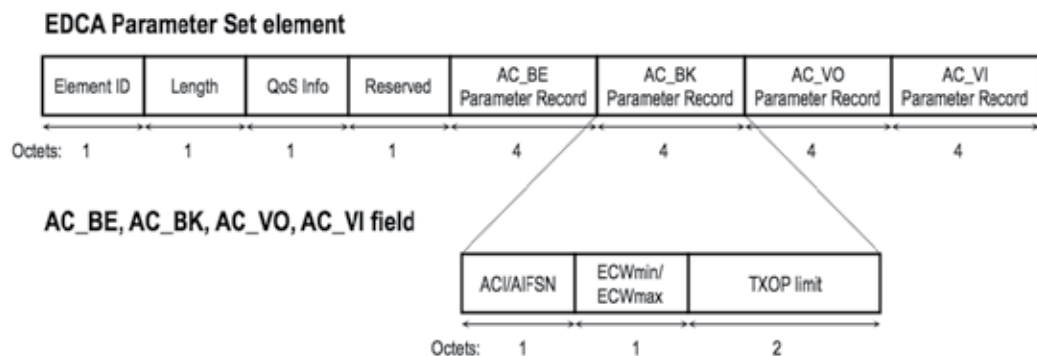 EDCA Parameter Set element
Element ID Length QoS Info Reserved AC_BE Parameter Record AC_BK Parameter Record AC_VO Parameter Record AC_VI Parameter Record
Octets: 1 1 1 1 4 4 4 4
AC_BE, AC_BK, AC_VO, AC_VI field
ACI/AIFSN ECWmin/ ECWmax TXOP limit
Octets: 1 1 2